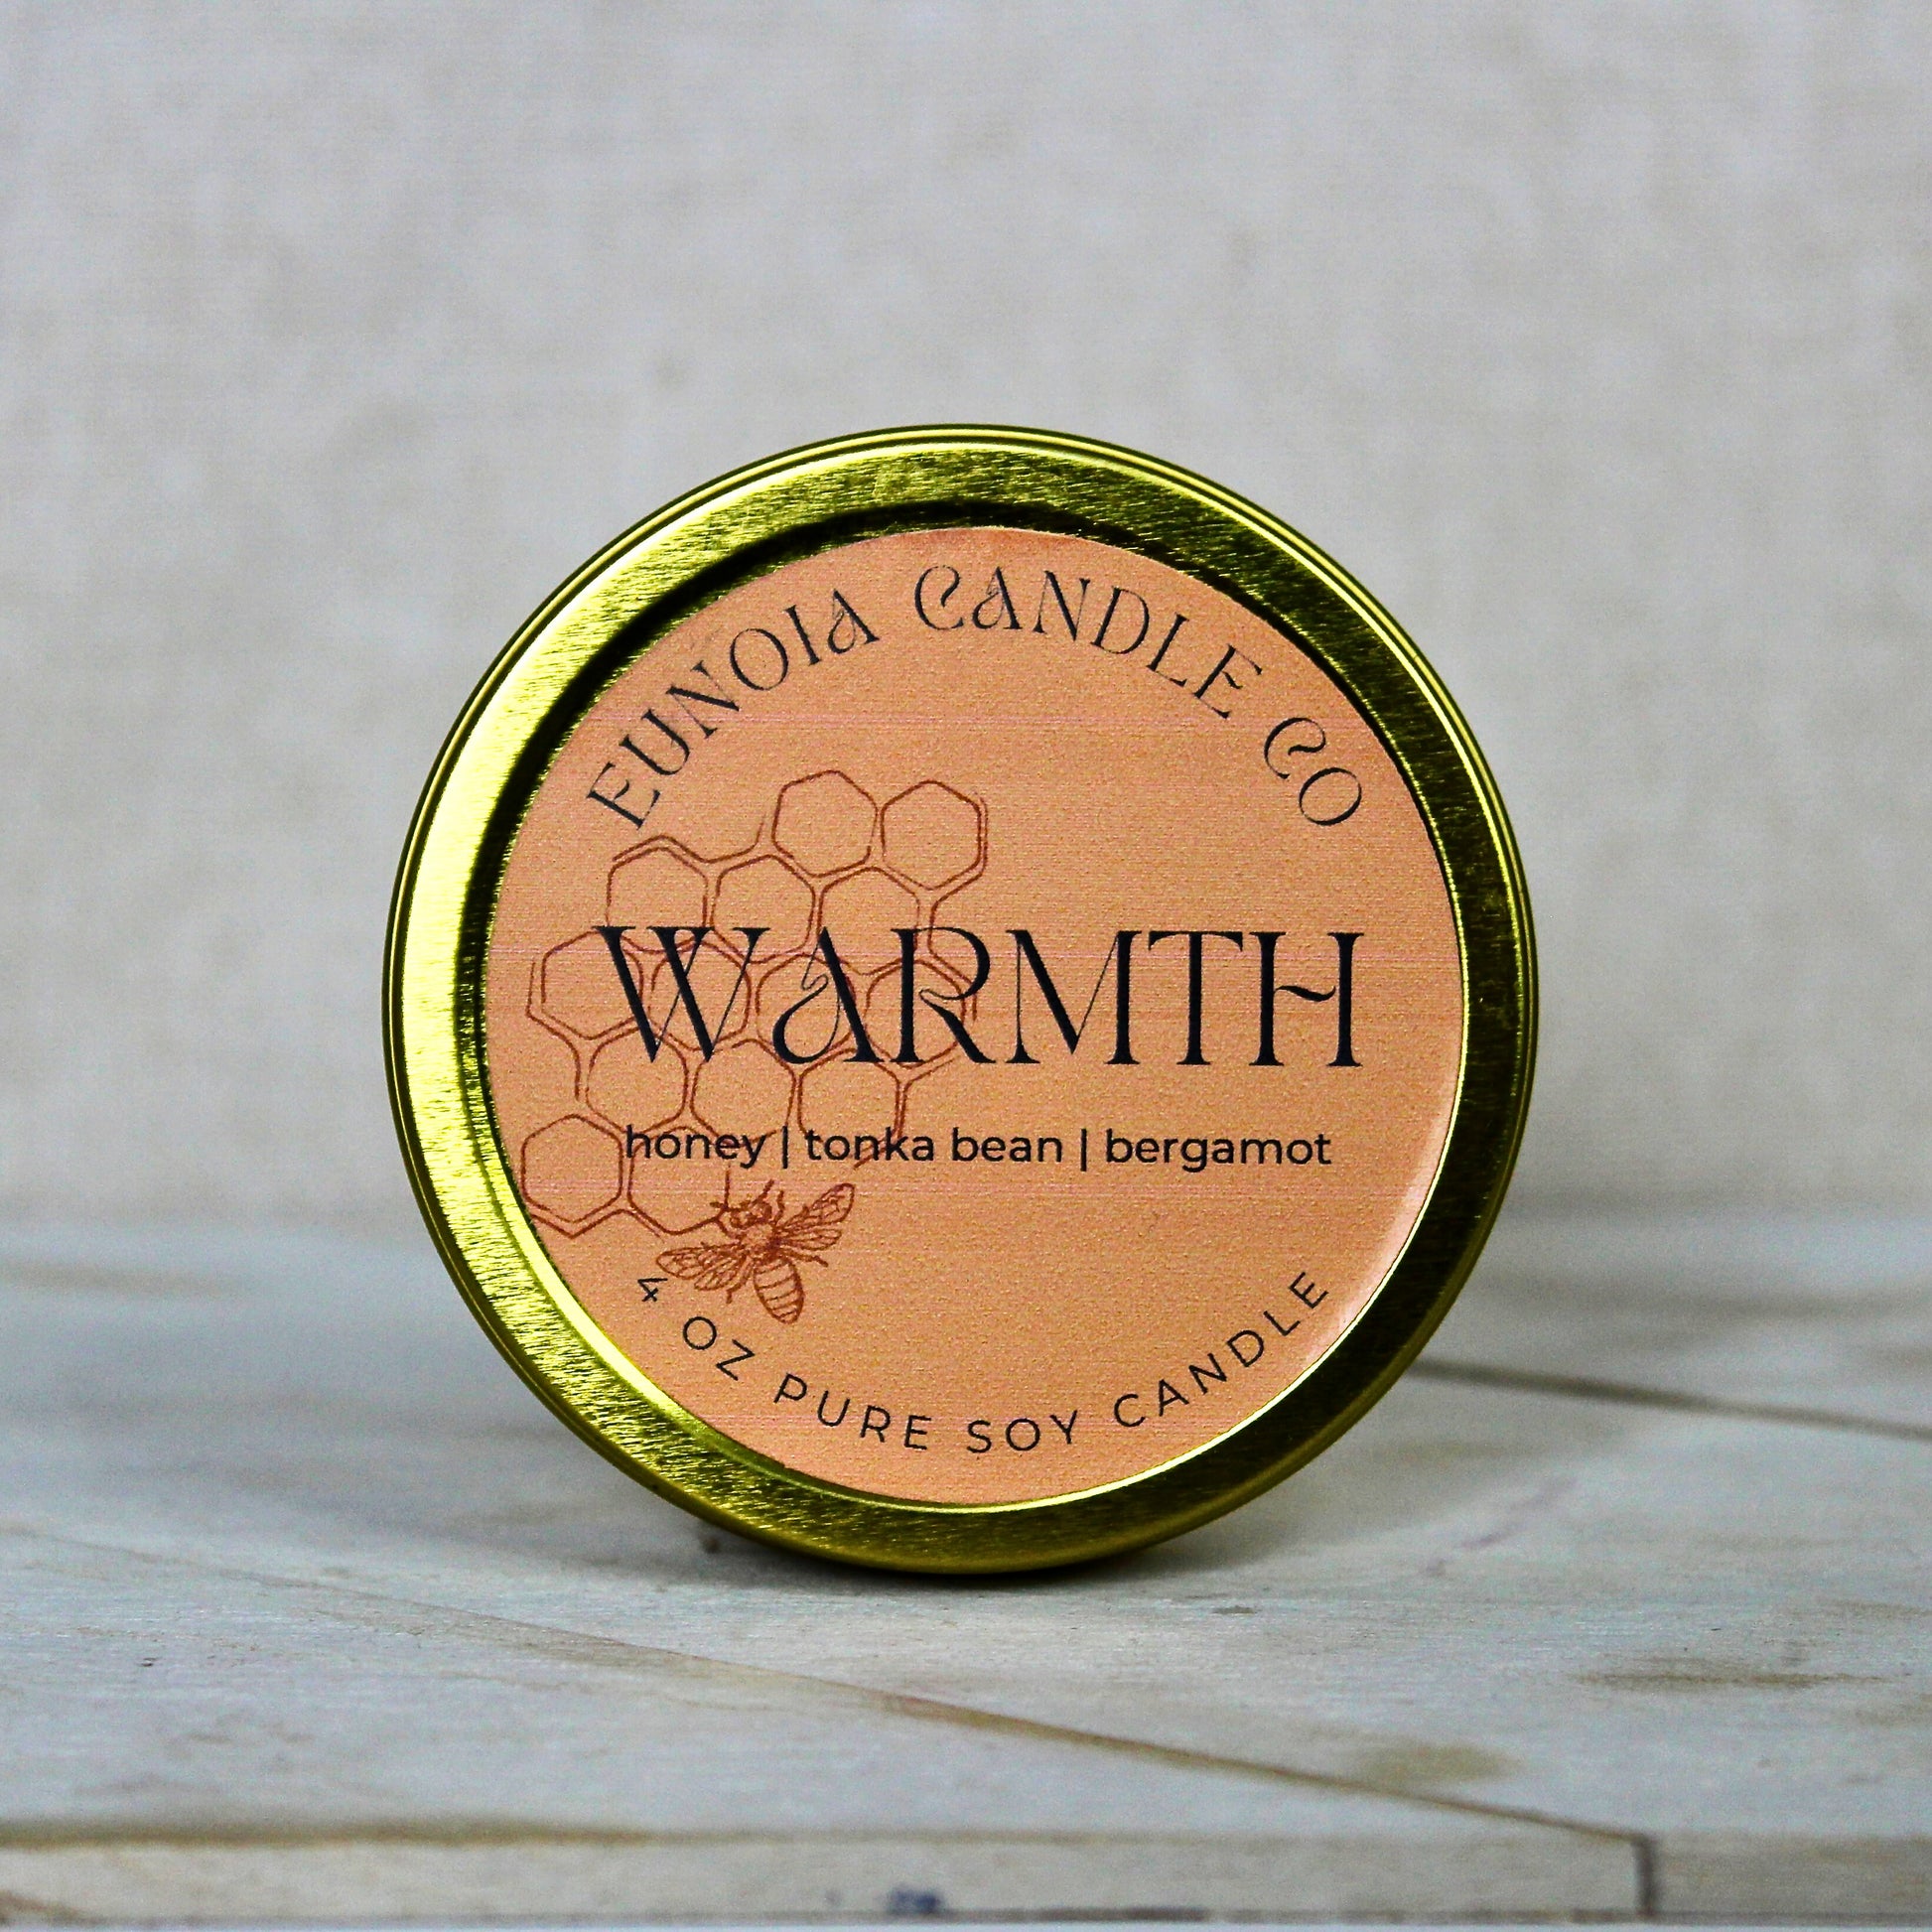 EUNOIA CANDLE CO
WARMTH
honey | tonka bean | bergamot
4 OZ PURE SOY CANDLE